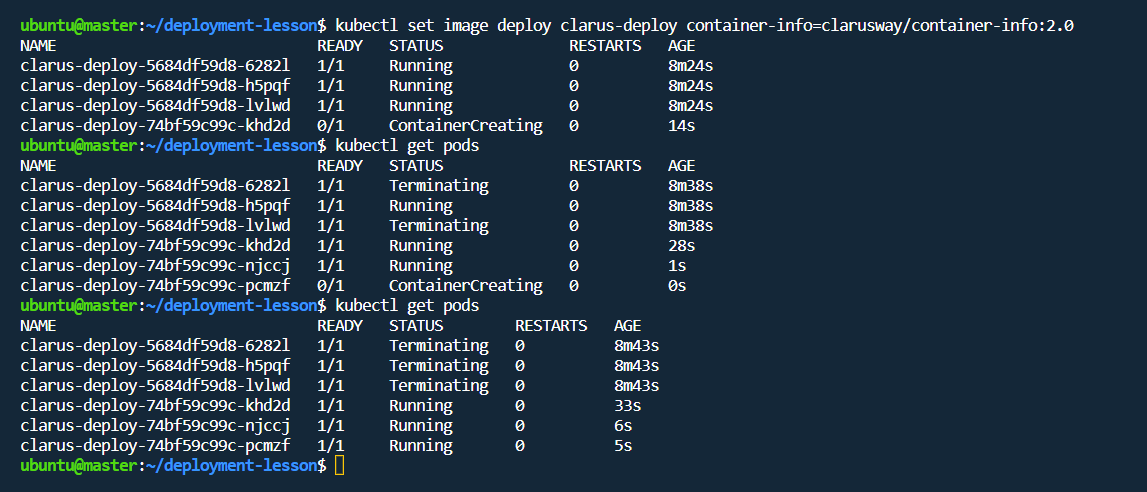 ubuntu@master:~/deployment-lesson$ kubectl set image deploy clarus-deploy container-info=clarusway/container-info:2.0
NAME                             READY   STATUS              RESTARTS   AGE
clarus-deploy-5684df59d8-6282l   1/1     Running             0          8m24s
clarus-deploy-5684df59d8-h5pqf   1/1     Running             0          8m24s
clarus-deploy-5684df59d8-lvlwd   1/1     Running             0          8m24s
clarus-deploy-74bf59c99c-khd2d   0/1     ContainerCreating   0          14s
ubuntu@master:~/deployment-lesson$ kubectl get pods
NAME                             READY   STATUS              RESTARTS   AGE
clarus-deploy-5684df59d8-6282l   1/1     Terminating         0          8m38s
clarus-deploy-5684df59d8-h5pqf   1/1     Running             0          8m38s
clarus-deploy-5684df59d8-lvlwd   1/1     Terminating         0          8m38s
clarus-deploy-74bf59c99c-khd2d   1/1     Running             0          28s
clarus-deploy-74bf59c99c-njccj   1/1     Running             0          1s
clarus-deploy-74bf59c99c-pcmzf   0/1     ContainerCreating   0          0s
ubuntu@master:~/deployment-lesson$ kubectl get pods
NAME                             READY   STATUS        RESTARTS   AGE
clarus-deploy-5684df59d8-6282l   1/1     Terminating   0          8m43s
clarus-deploy-5684df59d8-h5pqf   1/1     Terminating   0          8m43s
clarus-deploy-5684df59d8-lvlwd   1/1     Terminating   0          8m43s
clarus-deploy-74bf59c99c-khd2d   1/1     Running       0          33s
clarus-deploy-74bf59c99c-njccj   1/1     Running       0          6s
clarus-deploy-74bf59c99c-pcmzf   1/1     Running       0          5s
ubuntu@master:~/deployment-lesson$